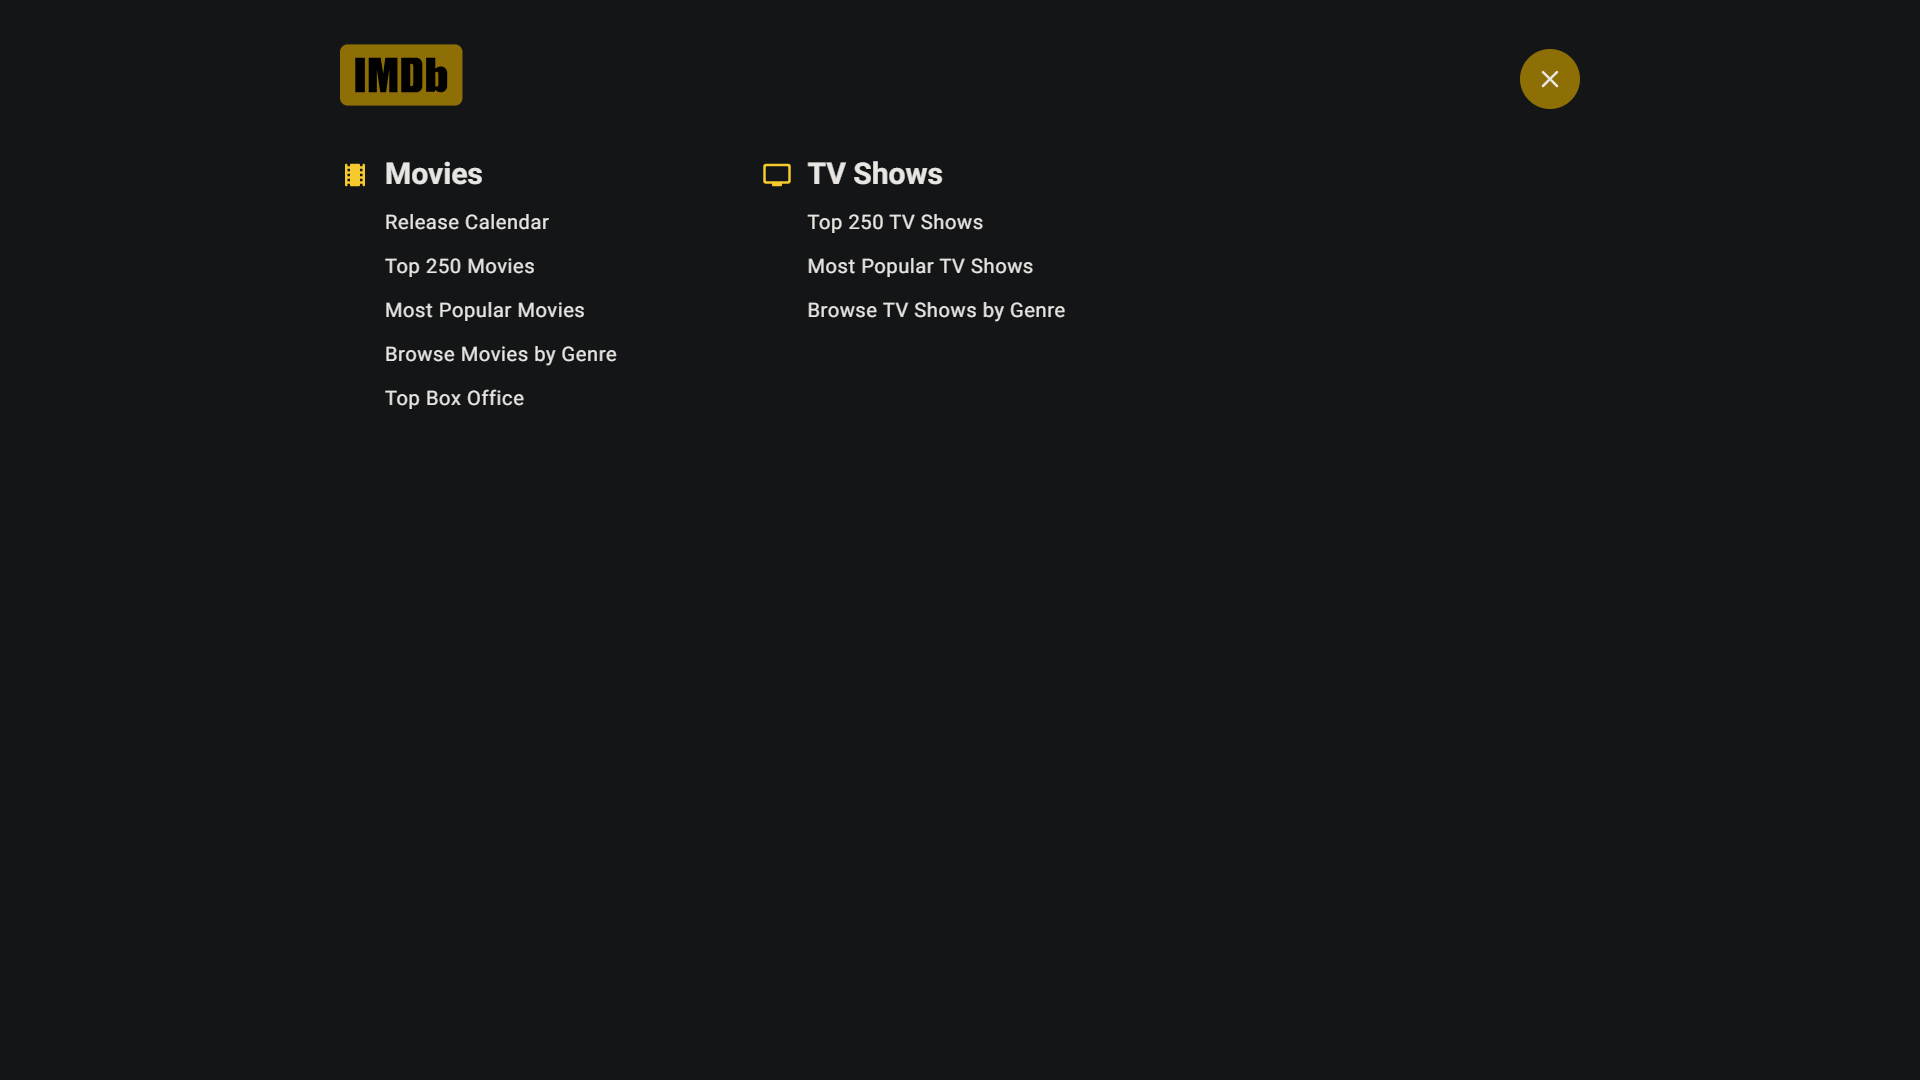 IMDb
Movies
Release Calendar
Top 250 Movies
Most Popular Movies
Browse Movies by Genre
Top Box Office
TV Shows
Top 250 TV Shows
Most Popular TV Shows
Browse TV Shows by Genre